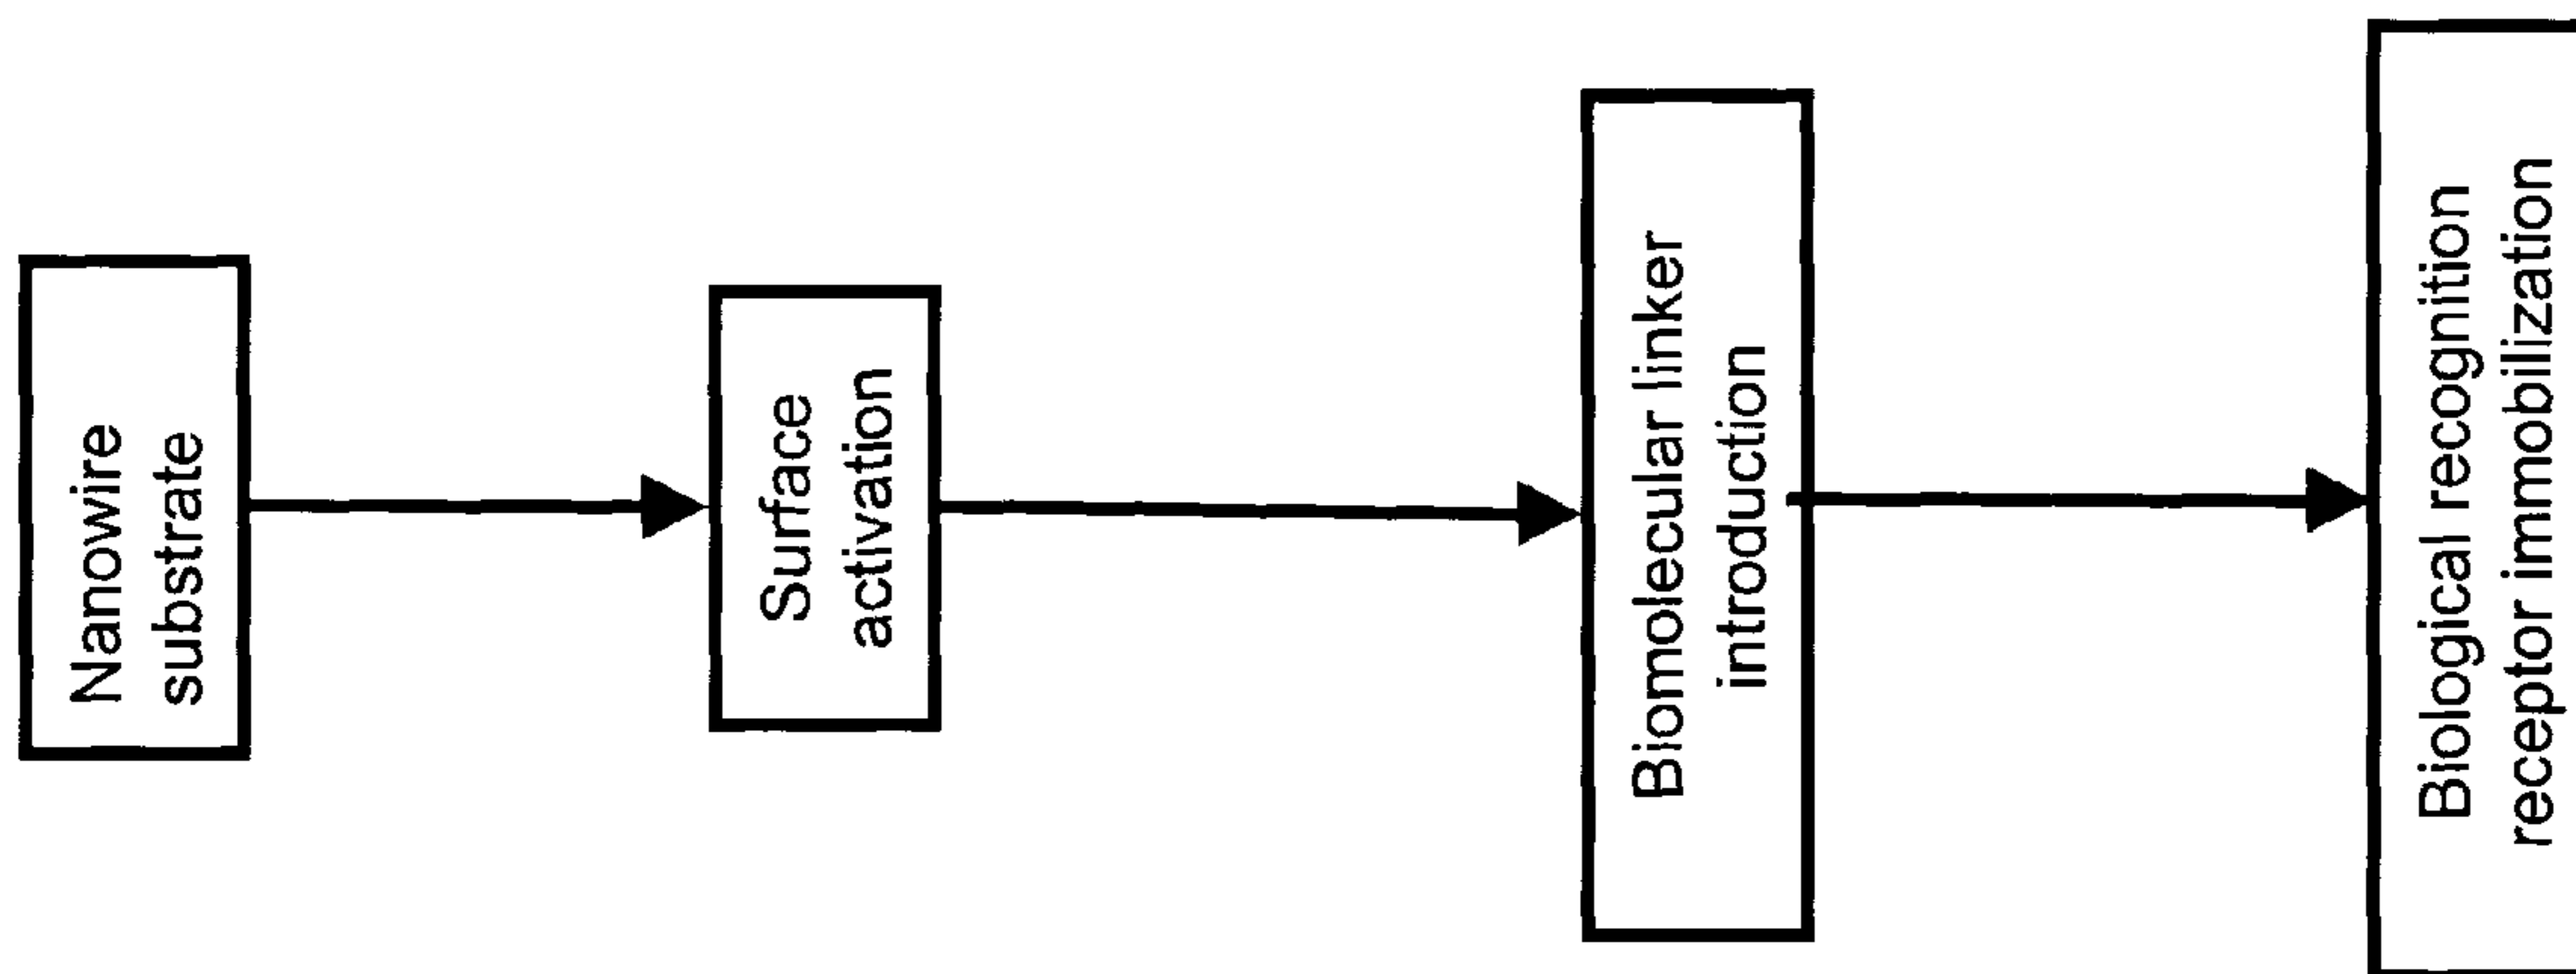 Nanowire
substrate
Surface
activation
Biomolecular linker
introduction
Biological recognition
receptor immobilization